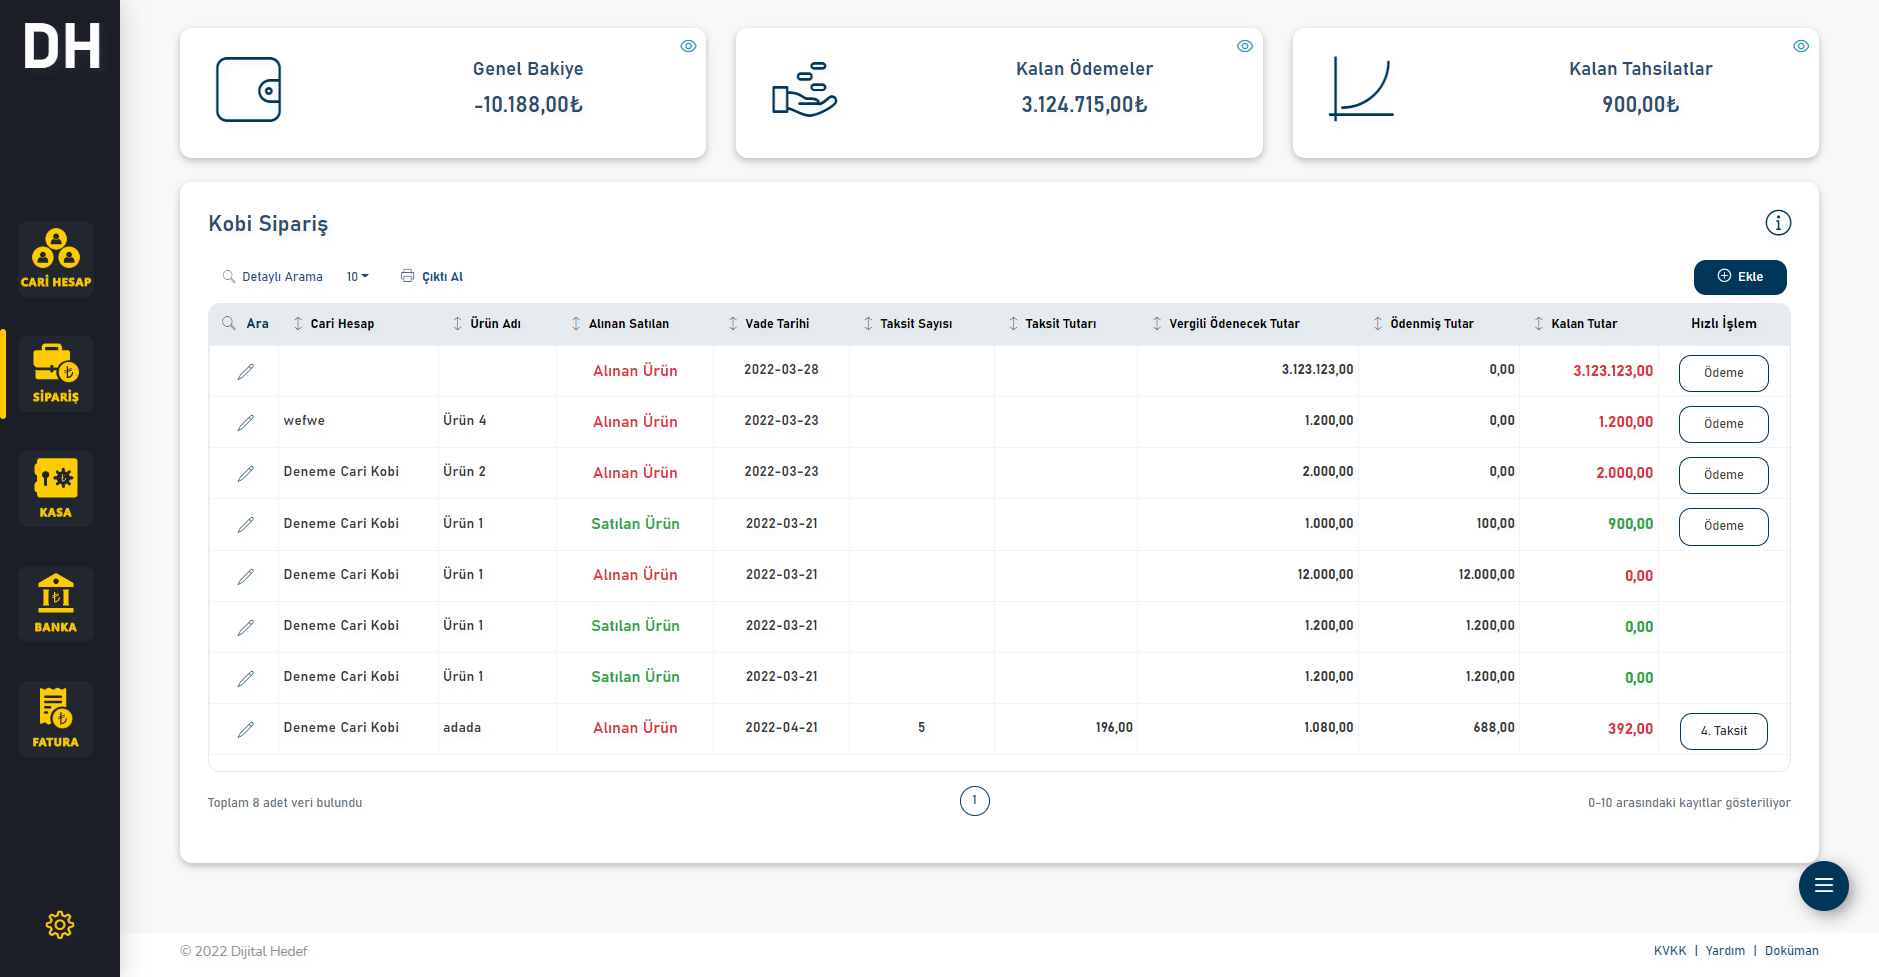 DH
Genel Bakiye
-10.188,00₺
Kalan Ödemeler
3.124.715,00₺
Kalan Tahsilatlar
900,00₺
CARİ HESAP
SİPARİŞ
KASA
BANKA
FATURA
Kobi Sipariş
Detaylı Arama 10 Çıktı Al Ekle
Ara Cari Hesap Ürün Adı Alınan Satılan Vade Tarihi Taksit Sayısı Taksit Tutarı Vergili Ödenecek Tutar Ödenmiş Tutar Kalan Tutar Hızlı İşlem
Alınan Ürün 2022-03-28 3.123.123,00 0,00 3.123.123,00 Ödeme
wefwe Ürün 4 Alınan Ürün 2022-03-23 1.200,00 0,00 1.200,00 Ödeme
Deneme Cari Kobi Ürün 2 Alınan Ürün 2022-03-23 2.000,00 0,00 2.000,00 Ödeme
Deneme Cari Kobi Ürün 1 Satılan Ürün 2022-03-21 1.000,00 100,00 900,00 Ödeme
Deneme Cari Kobi Ürün 1 Alınan Ürün 2022-03-21 12.000,00 12.000,00 0,00
Deneme Cari Kobi Ürün 1 Satılan Ürün 2022-03-21 1.200,00 1.200,00 0,00
Deneme Cari Kobi Ürün 1 Satılan Ürün 2022-03-21 1.200,00 1.200,00 0,00
Deneme Cari Kobi adada Alınan Ürün 2022-04-21 5 196,00 1.080,00 688,00 392,00 4. Taksit
Toplam 8 adet veri bulundu 1 0-10 arasındaki kayıtlar gösteriliyor
© 2022 Dijital Hedef KVKK | Yardım | Doküman